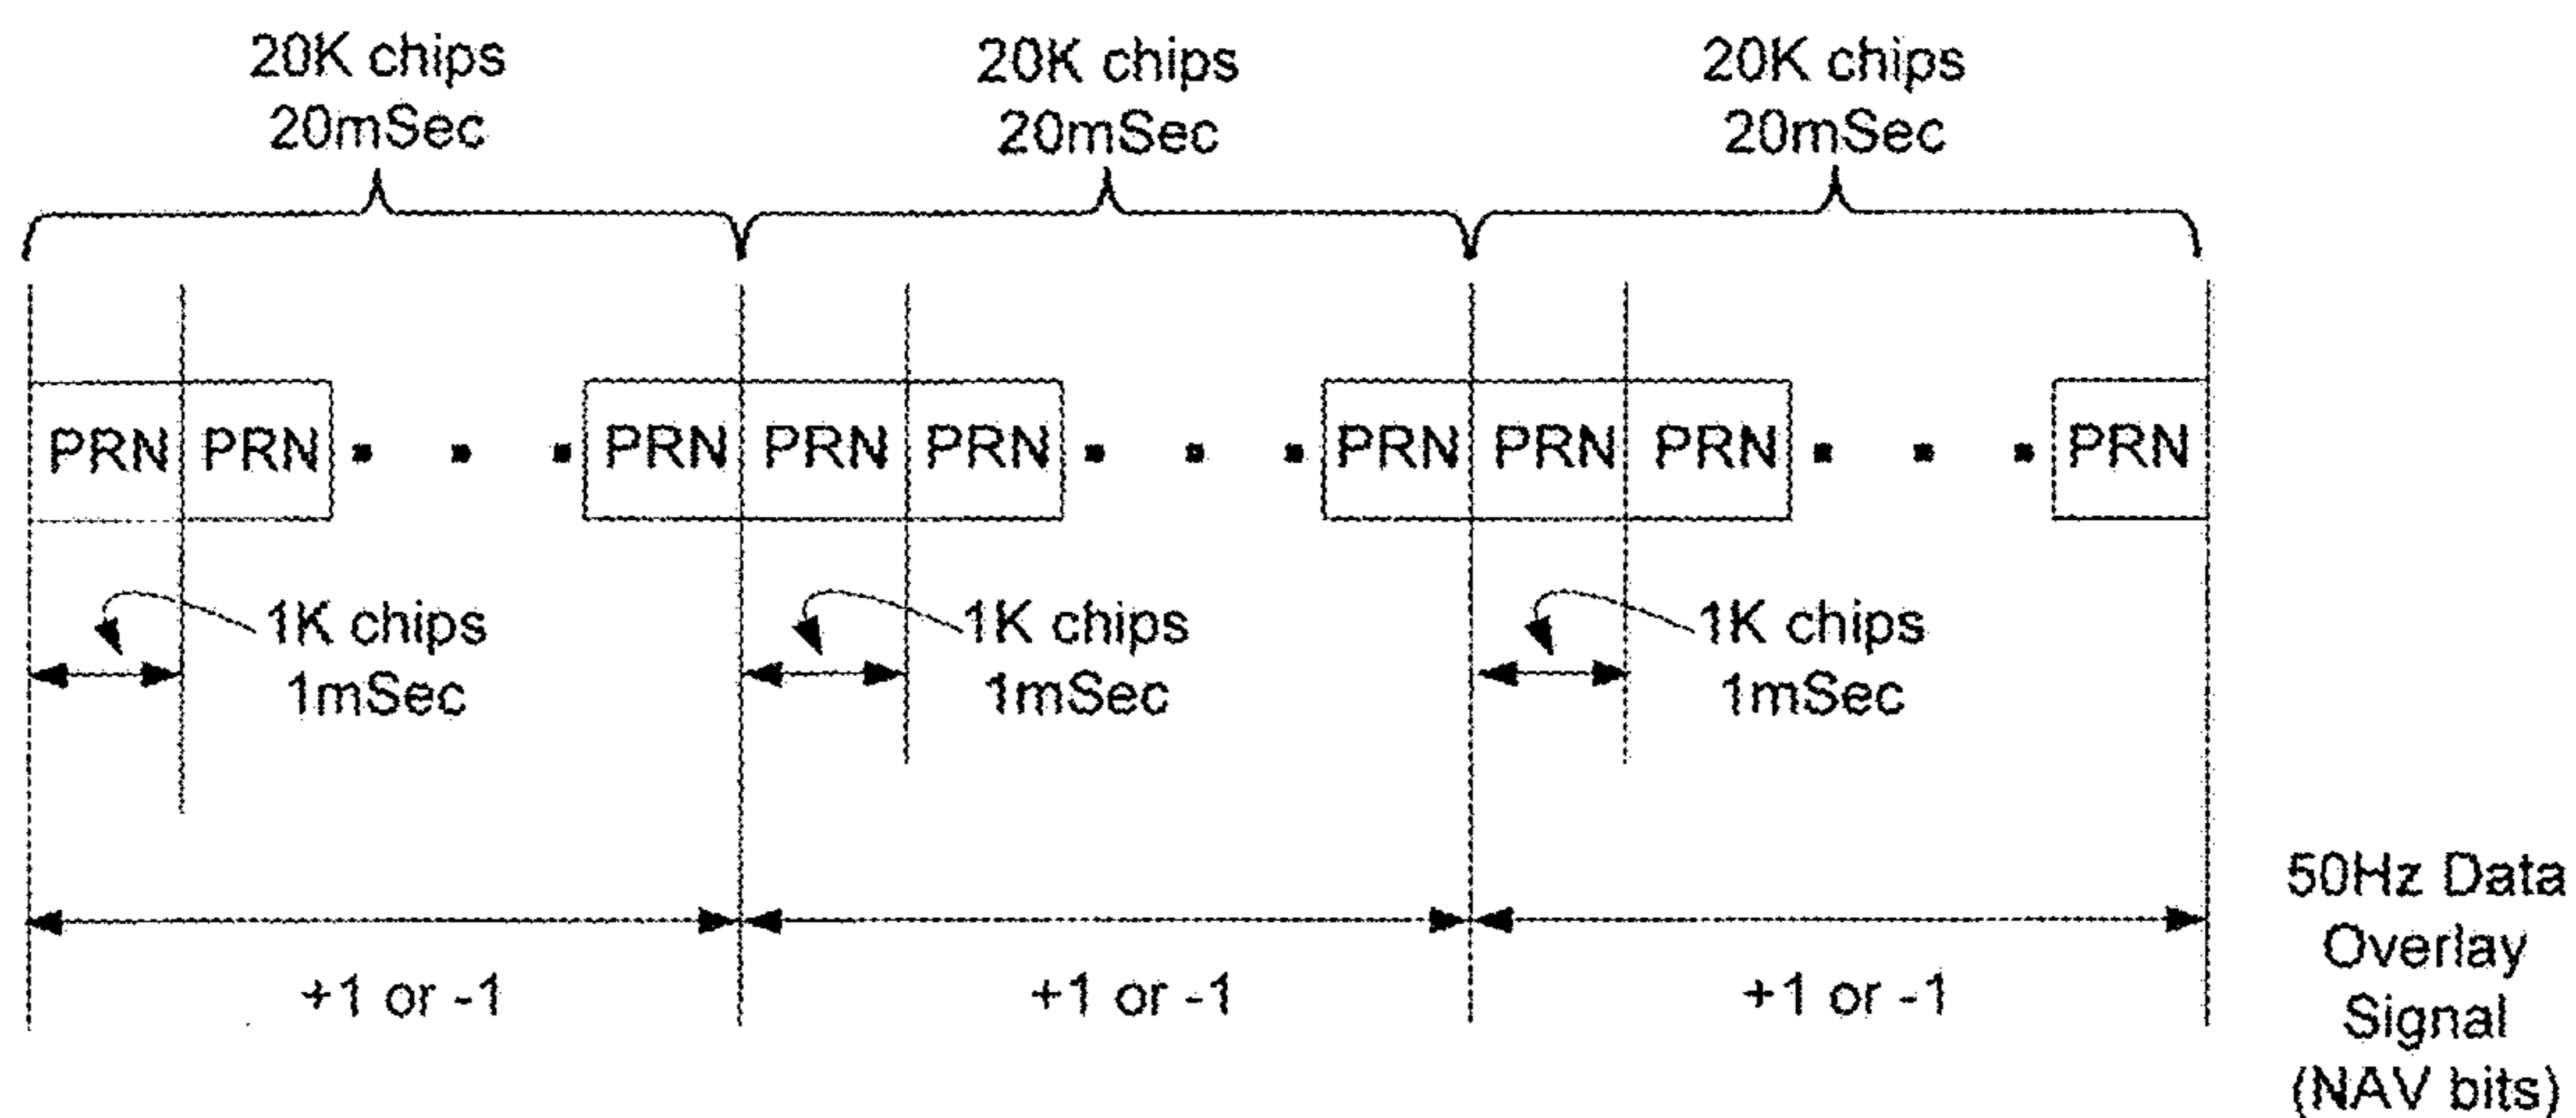 20K chips
20mSec
20K chips
20mSec
20K chips
20mSec
PRN PRN PRN PRN PRN PRN PRN PRN PRN
1K chips
1mSec
1K chips
1mSec
1K chips
1mSec
+1 or -1
+1 or -1
+1 or -1
50Hz Data
Overlay
Signal
(NAV bits)